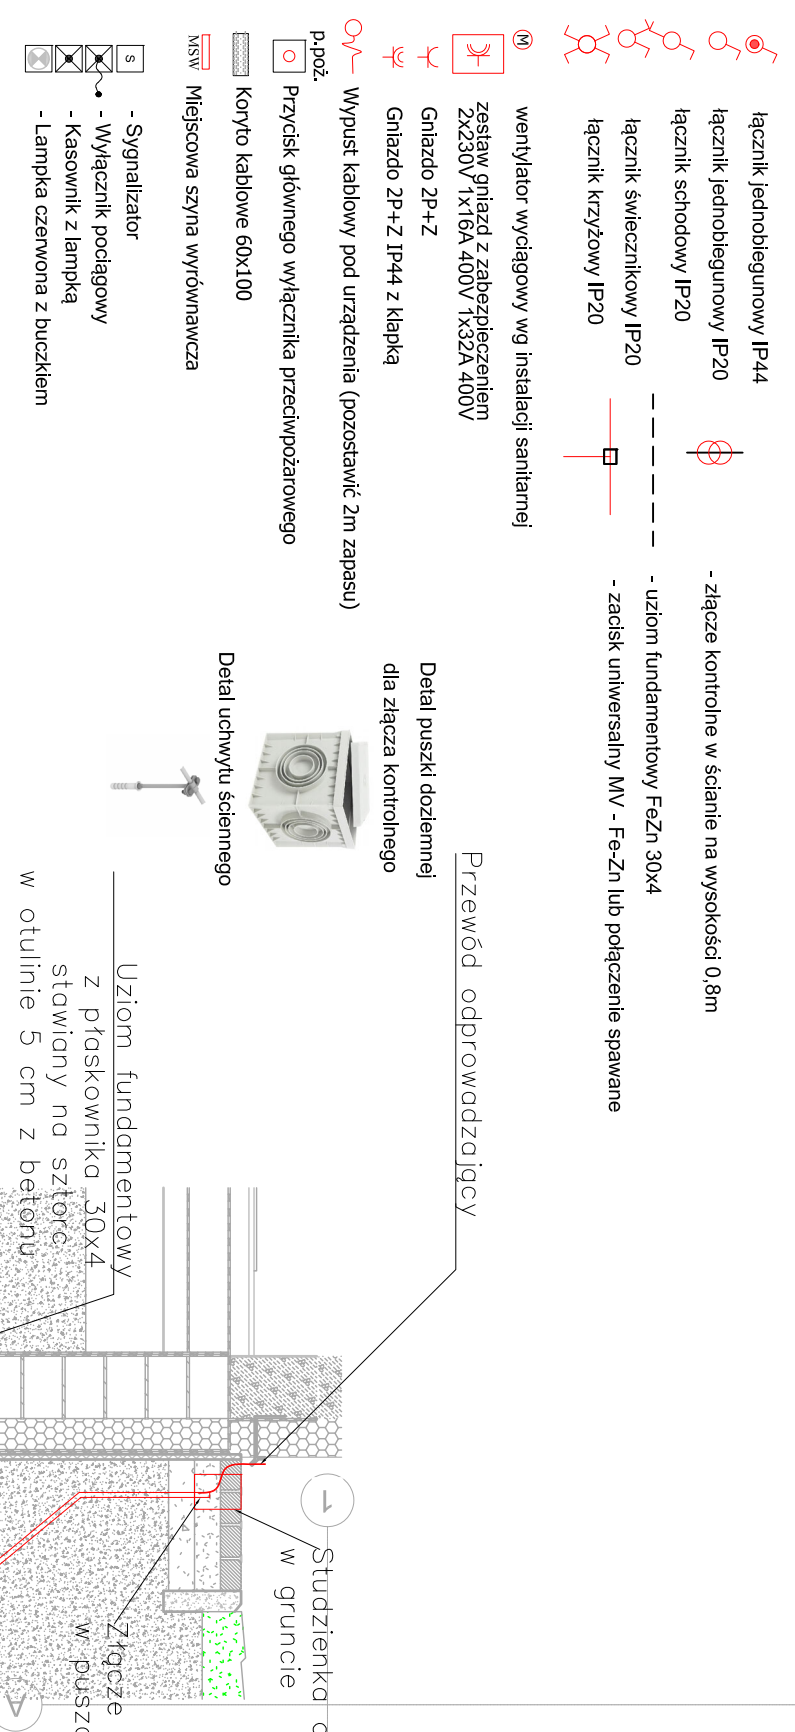 łącznik jednobiegunowy IP44
łącznik jednobiegunowy IP20
łącznik schodowy IP20
łącznik świecznikowy IP20
łącznik krzyżowy IP20
M
wentylator wyciągowy wg instalacji sanitarnej
zestaw gniazd z zabezpieczeniem
2x230V 1x16A 400V 1x32A 400V
Gniazdo 2P+Z
Gniazdo 2P+Z IP44 z klapką
Wypust kablowy pod urządzenia (pozostawić 2m zapasu)
p.poż.
Przycisk głównego wyłącznika przeciwpożarowego
Koryto kablowe 60x100
MSW
Miejscowa szyna wyrównawcza
S
- Sygnalizator
- Wyłącznik pociągowy
- Kasownik z lampką
- Lampka czerwona z buczkiem
- złącze kontrolne w ścianie na wysokości 0,8m
- uziom fundamentowy FeZn 30x4
- zacisk uniwersalny MV - Fe-Zn lub połączenie spawane
Detal puszki doziemnej
dla złącza kontrolnego
Detal uchwytu ściennego
Przewód odprowadzający
Uziom fundamentowy
z płaskownika 30x4
stawiany na sztorc
w otulinie 5 cm z betonu
1
Studzienka
w gruncie
Złącze
w
A